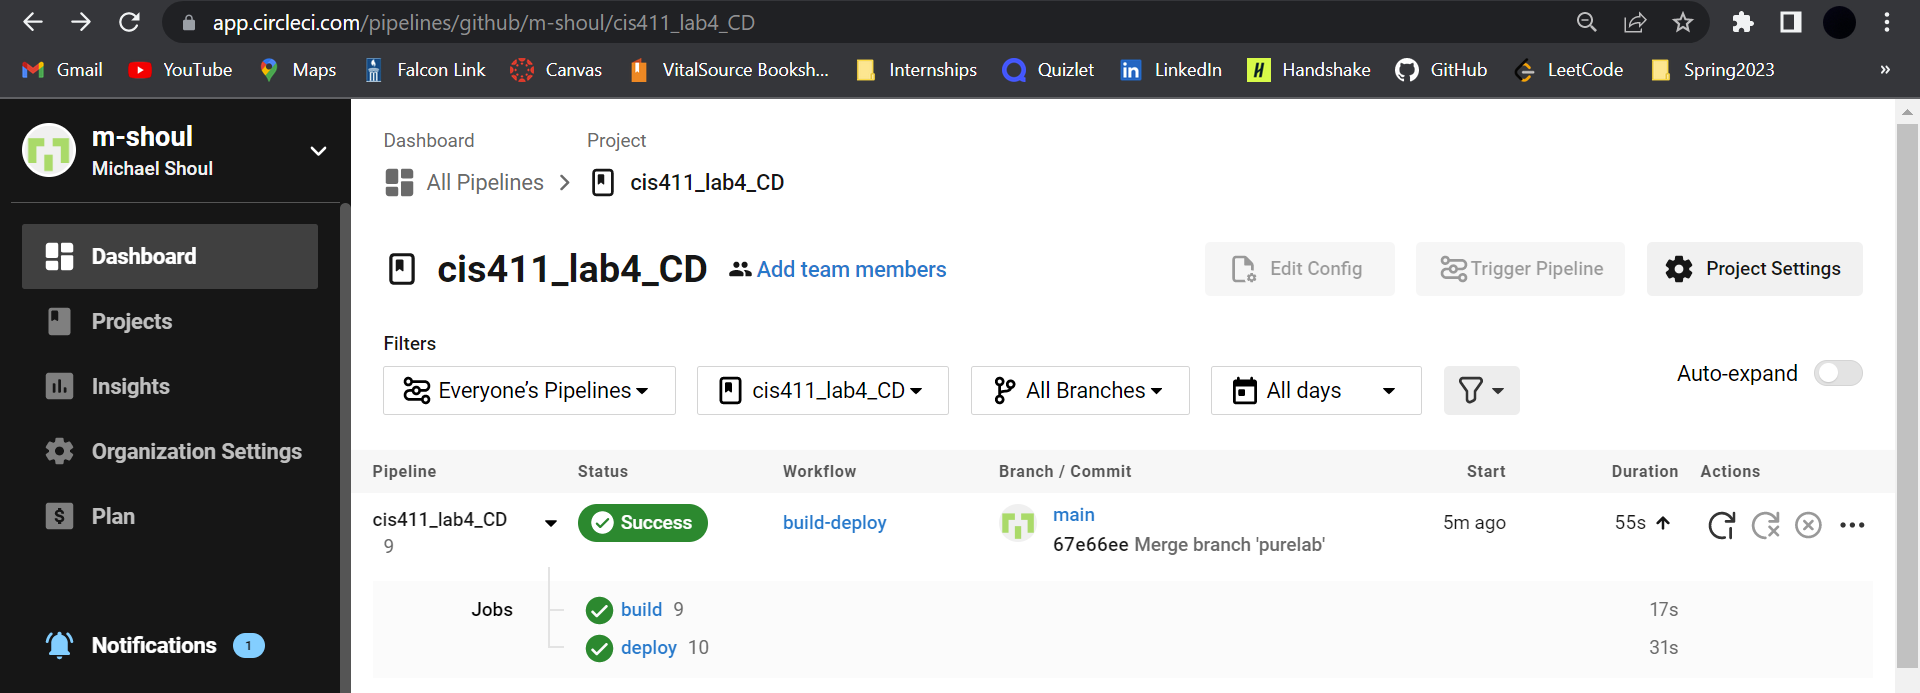 app.circleci.com/pipelines/github/m-shoul/cis411_lab4_CD
Gmail YouTube Maps Falcon Link Canvas VitalSource Booksh... Internships Quizlet LinkedIn Handshake GitHub LeetCode Spring2023 »
m-shoul
Michael Shoul
Dashboard
Projects
Insights
Organization Settings
Plan
Notifications 1
Dashboard Project
All Pipelines > cis411_lab4_CD
cis411_lab4_CD Add team members Edit Config Trigger Pipeline Project Settings
Filters
Everyone’s Pipelines cis411_lab4_CD All Branches All days Auto-expand
Pipeline Status Workflow Branch / Commit Start Duration Actions
cis411_lab4_CD Success build-deploy main 5m ago 55s
9 67e66ee Merge branch 'purelab'
Jobs build 9 17s
deploy 10 31s